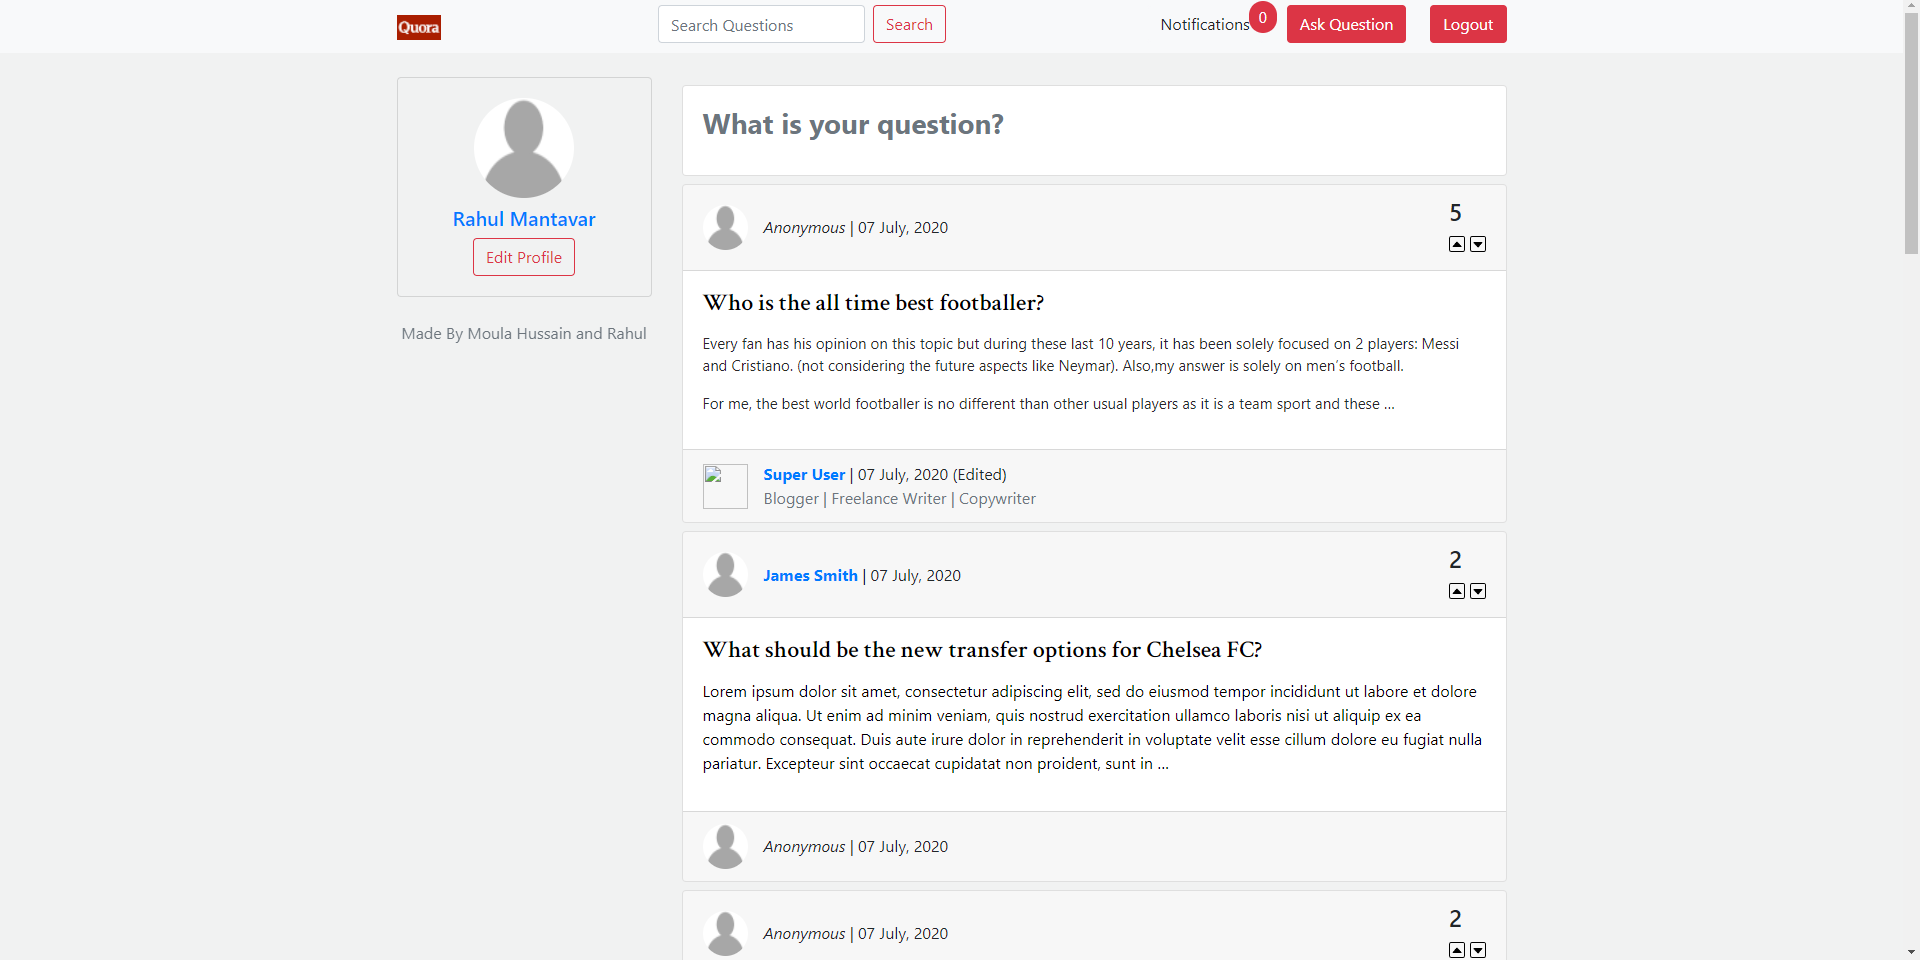 Quora
Search Questions
Search
Notifications 0
Ask Question
Logout
Rahul Mantavar
Edit Profile
Made By Moula Hussain and Rahul
What is your question?
Anonymous | 07 July, 2020
5
Who is the all time best footballer?
Every fan has his opinion on this topic but during these last 10 years, it has been solely focused on 2 players: Messi
and Cristiano. (not considering the future aspects like Neymar). Also,my answer is solely on men’s football.
For me, the best world footballer is no different than other usual players as it is a team sport and these ...
Super User | 07 July, 2020 (Edited)
Blogger | Freelance Writer | Copywriter
James Smith | 07 July, 2020
2
What should be the new transfer options for Chelsea FC?
Lorem ipsum dolor sit amet, consectetur adipiscing elit, sed do eiusmod tempor incididunt ut labore et dolore
magna aliqua. Ut enim ad minim veniam, quis nostrud exercitation ullamco laboris nisi ut aliquip ex ea
commodo consequat. Duis aute irure dolor in reprehenderit in voluptate velit esse cillum dolore eu fugiat nulla
pariatur. Excepteur sint occaecat cupidatat non proident, sunt in ...
Anonymous | 07 July, 2020
Anonymous | 07 July, 2020
2